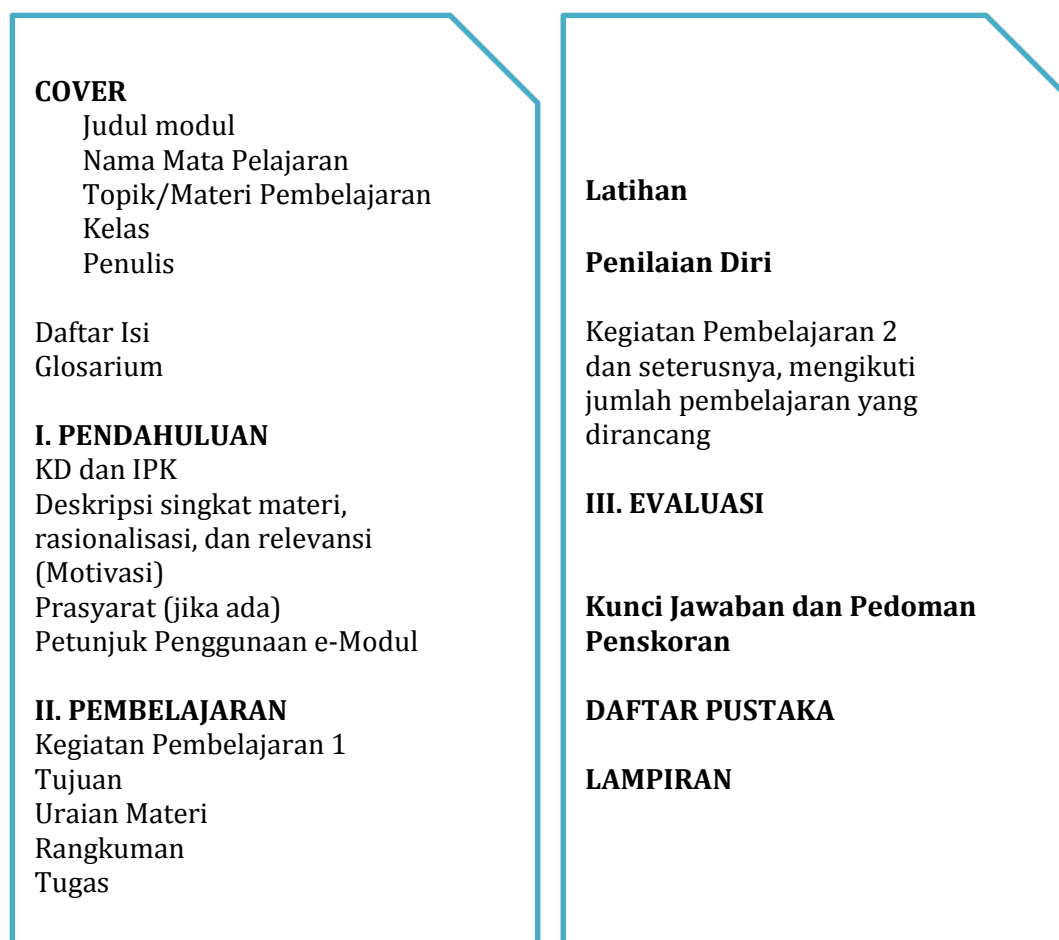 COVER
Judul modul
Nama Mata Pelajaran
Topik/Materi Pembelajaran
Kelas
Penulis
Daftar Isi
Glosarium
I. PENDAHULUAN
KD dan IPK
Deskripsi singkat materi,
rasionalisasi, dan relevansi
(Motivasi)
Prasyarat (jika ada)
Petunjuk Penggunaan e-Modul
II. PEMBELAJARAN
Kegiatan Pembelajaran 1
Tujuan
Uraian Materi
Rangkuman
Tugas
Latihan
Penilaian Diri
Kegiatan Pembelajaran 2
dan seterusnya, mengikuti
jumlah pembelajaran yang
dirancang
III. EVALUASI
Kunci Jawaban dan Pedoman
Penskoran
DAFTAR PUSTAKA
LAMPIRAN